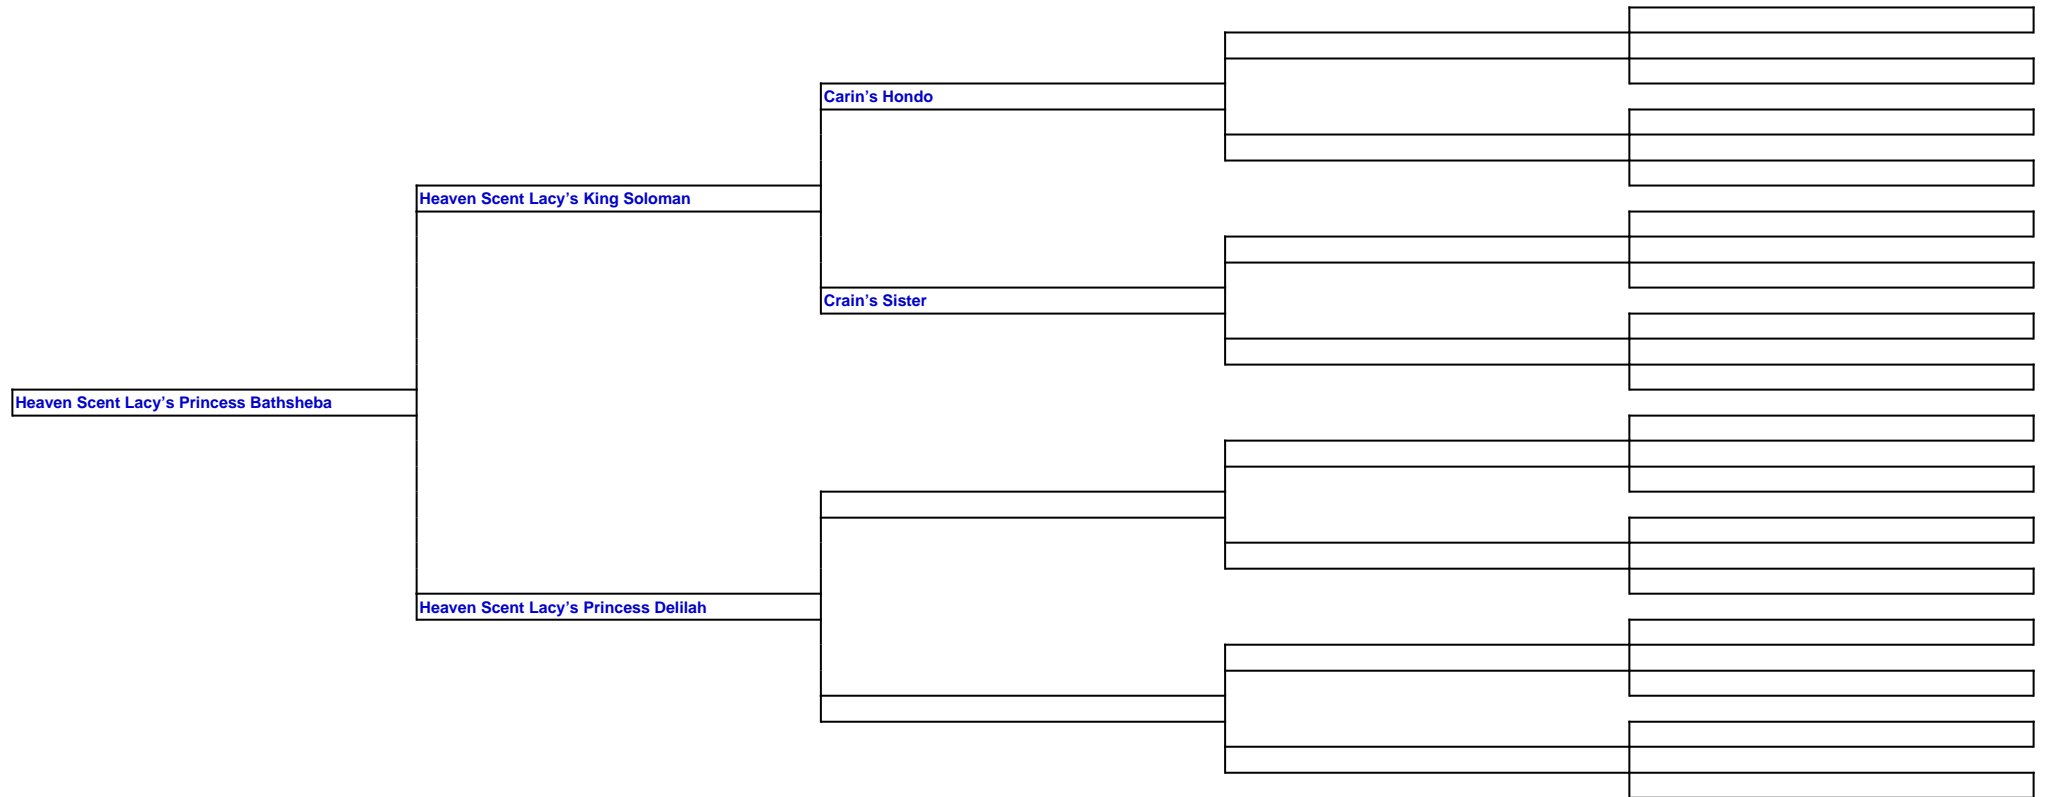 Carin’s Hondo
Heaven Scent Lacy’s King Soloman
Crain’s Sister
Heaven Scent Lacy’s Princess Bathsheba
Heaven Scent Lacy’s Princess Delilah